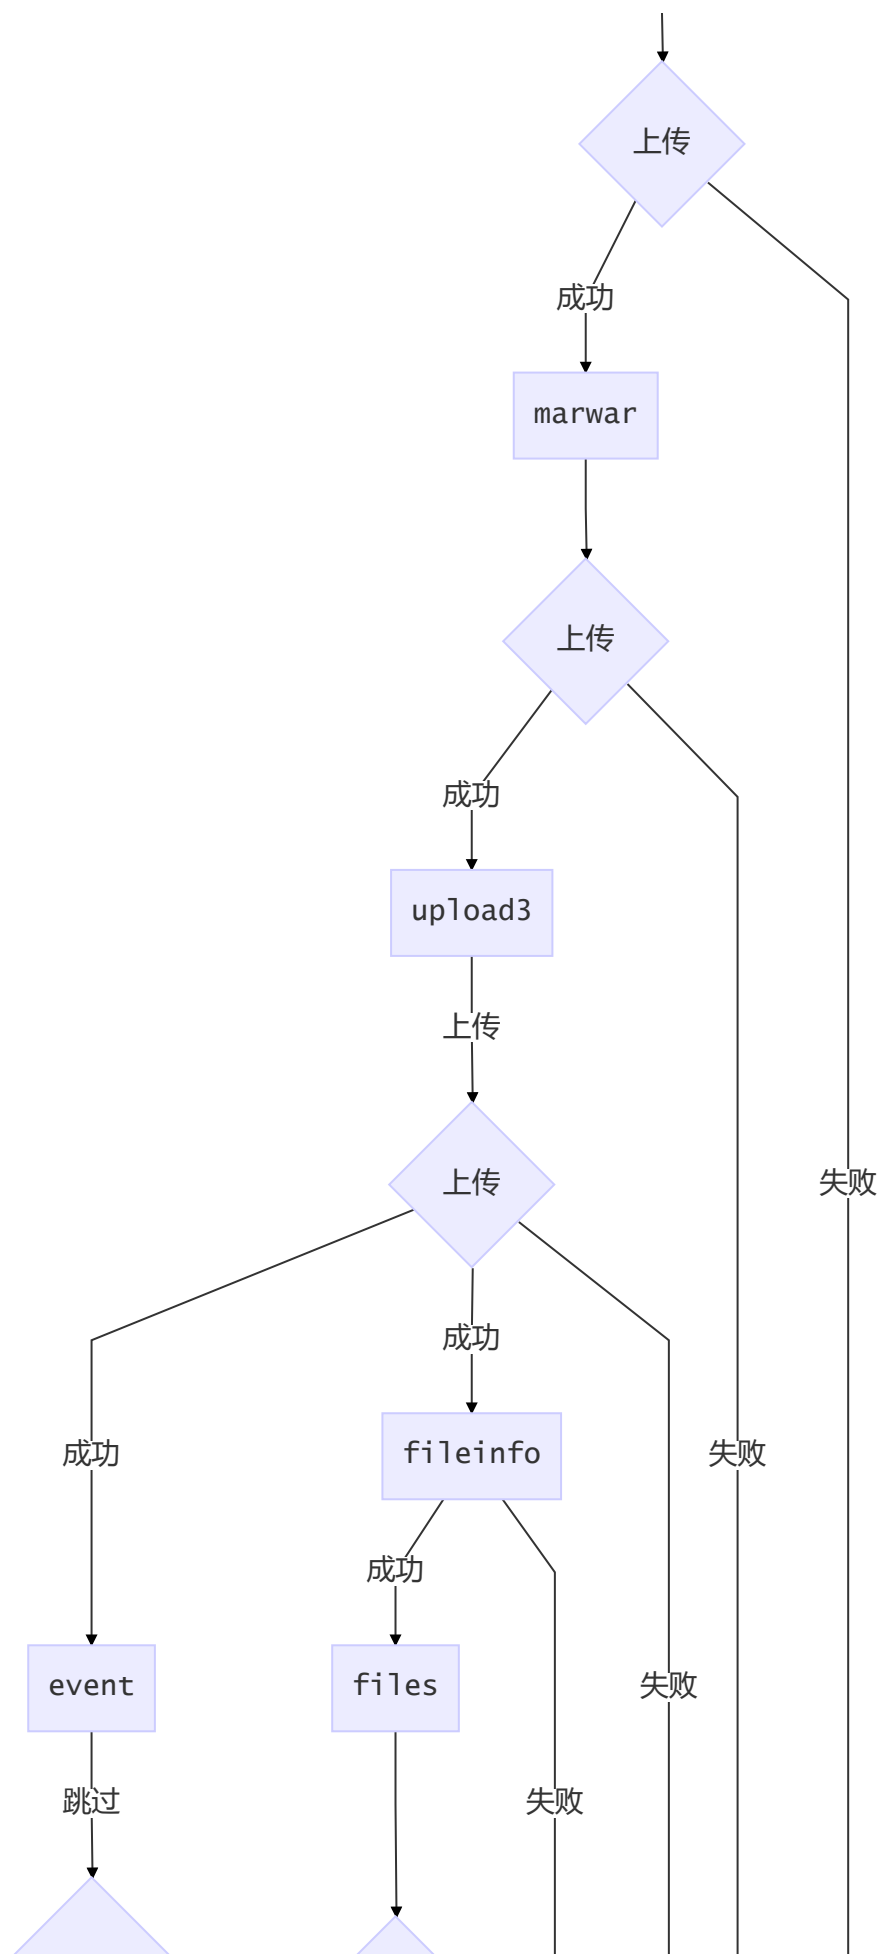 上传
成功
marwar
上传
成功
upload3
上传
上传
失败
成功
成功
fileinfo
失败
成功
event
files
失败
跳过
失败